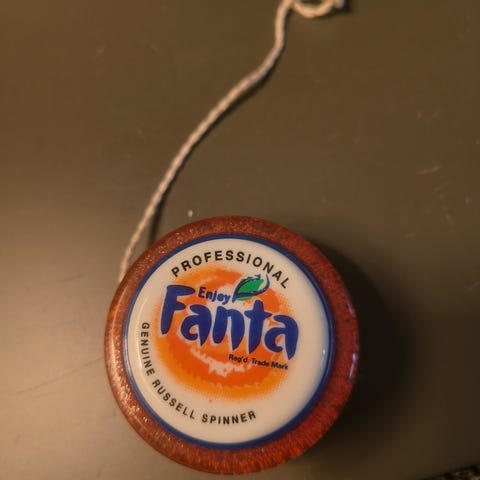 PROFESSIONAL
Enjoy
Fanta
Reg'd. Trade Mark
GENUINE RUSSELL SPINNER